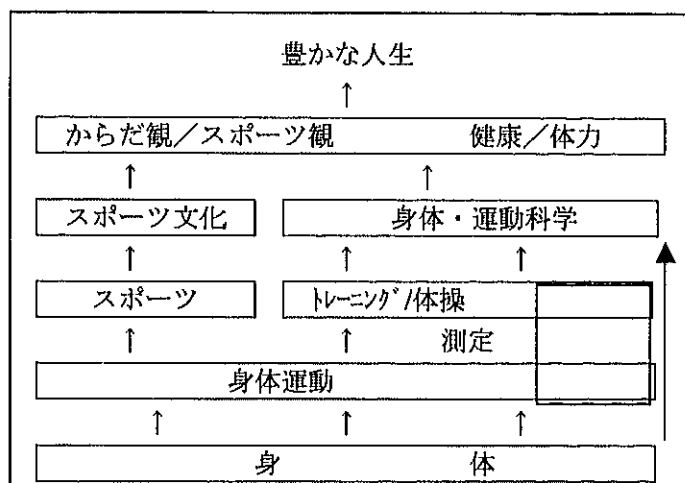 豊かな人生
↑
からだ観／スポーツ観 健康／体力
↑ ↑
スポーツ文化 身体・運動科学
↑ ↑ ↑
スポーツ ﾄﾚｰﾆﾝｸﾞ/体操
↑ ↑ 測定
身体運動
↑ ↑ ↑
身 体